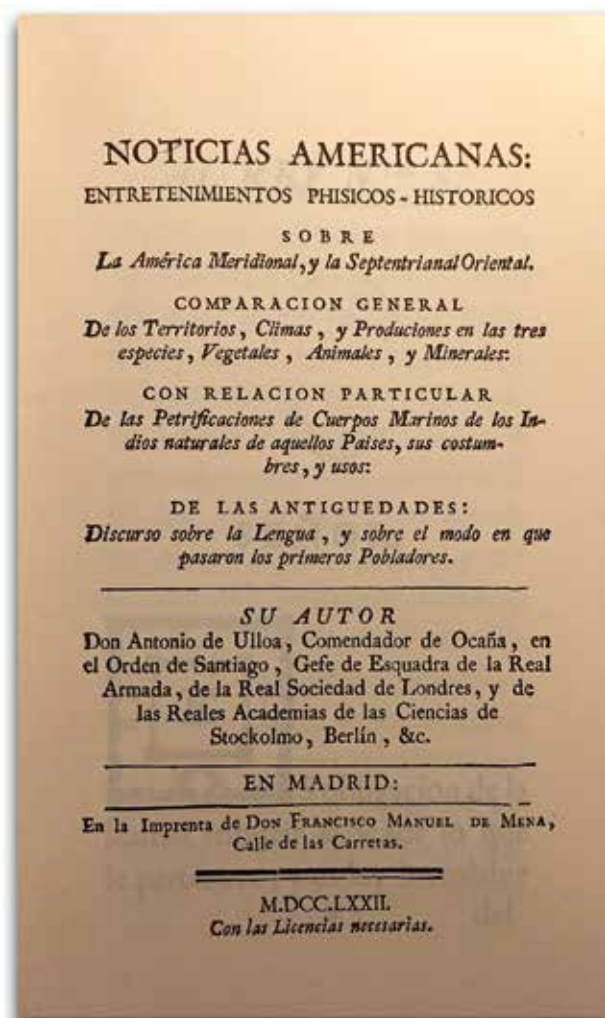 NOTICIAS AMERICANAS:
ENTRETENIMIENTOS PHISICOS-HISTORICOS
SOBRE
La América Meridional, y la Septentrianal Oriental.
COMPARACION GENERAL
De los Territorios, Climas, y Produciones en las tres
especies, Vegetales, Animales, y Minerales:
CON RELACION PARTICULAR
De las Petrificaciones de Cuerpos Marinos de los In-
dios naturales de aquellos Paises, sus costum-
bres, y usos:
DE LAS ANTIGUEDADES:
Discurso sobre la Lengua, y sobre el modo en que
pasaron los primeros Pobladores.
SU AUTOR
Don Antonio de Ulloa, Comendador de Ocaña, en
el Orden de Santiago, Gefe de Esquadra de la Real
Armada, de la Real Sociedad de Londres, y de
las Reales Academias de las Ciencias de
Stockolmo, Berlín, &c.
EN MADRID:
En la Imprenta de DON FRANCISCO MANUEL DE MENA,
Calle de las Carretas.
M.DCC.LXXII.
Con las Licencias necesarias.